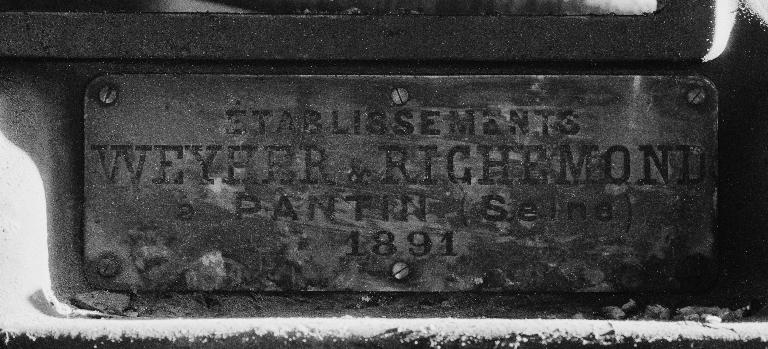 ETABLISSEMENTS
WEYHER & RICHEMOND
à PANTIN (Seine)
1891